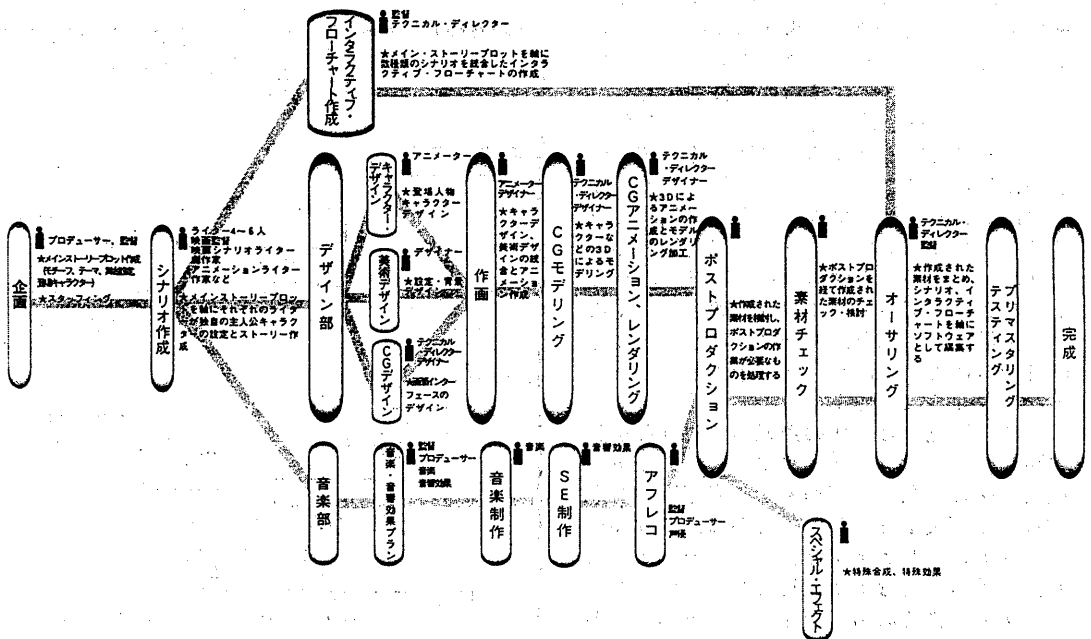 企画
プロデューサー、監督
★メインストーリープロット作成
★スタッフィング
シナリオ作成
ライター4〜6人
映画監督
映画シナリオライター
劇作家
アニメーションライター
作家など
★メインストーリープロッ
トを軸にそれぞれのライタ
ーが独自の主人公キャラク
ターの設定とストーリー作
成
インタラクティブ・
フローチャート作成
監督
テクニカル・ディレクター
★メイン・ストーリープロットを軸に
数種類のシナリオを統合したインタラ
クティブ・フローチャートの作成
デザイン部
キャラクター・
デザイン
アニメーター
★登場人物
キャラクター
デザイン
美術デザイン
デザイナー
★設定・背景
デザイン
CGデザイン
テクニカル
・ディレクター
デザイナー
★画面インター
フェースの
デザイン
作画
アニメーター
デザイナー
★キャラ
クターデ
ザイン、
美術デザ
インの統
合とアニ
メーショ
ン作成
CGモデリング
テクニカル
・ディレクター
デザイナー
★キャラ
クターな
どの3D
によるモ
デリング
CGアニメーション、レンダリング
テクニカル
・ディレクター
デザイナー
★3Dによ
るアニメー
ションの作
成とモデル
のレンダリ
ング加工
音楽部
音楽・音響効果プラン
監督
プロデューサー
音楽
音響効果
音楽制作
音楽
SE制作
音響効果
アフレコ
監督
プロデューサー
声優
ポストプロダクション
★作成された
素材を検討し、
ポストプロダ
クションの作
業が必要なも
のを処理する
スペシャル・エフェクト
★特殊合成、特殊効果
素材チェック
★ポストプロ
ダクションを
経て作成され
た素材のチェ
ック・検討
オーサリング
テクニカル・
ディレクター
監督
★作成された
素材をまとめ、
シナリオ、イ
ンタラクティ
ブ・フローチ
ャートを軸に
ソフトウェア
として編集す
る
プリマスタリング
テスティング
完成